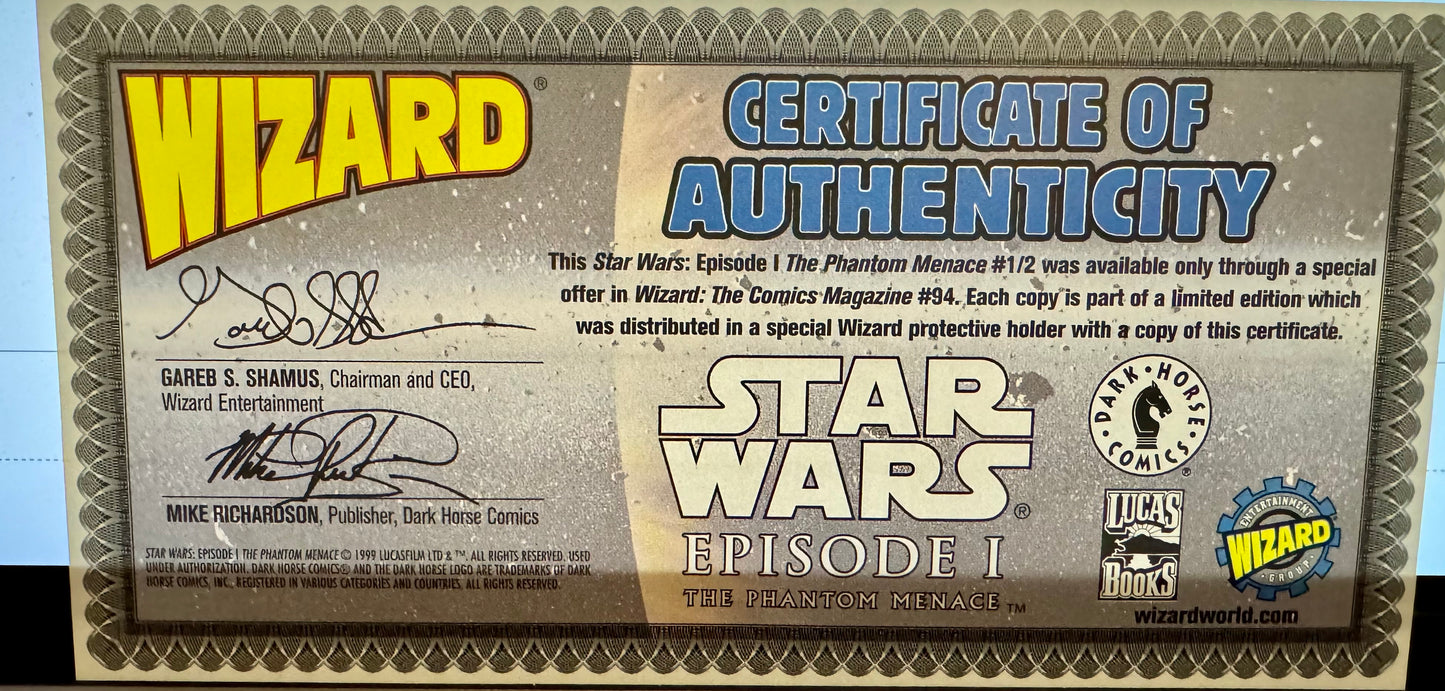 WIZARD®
CERTIFICATE OF
AUTHENTICITY
This Star Wars: Episode I The Phantom Menace #1/2 was available only through a special
offer in Wizard: The Comics Magazine #94. Each copy is part of a limited edition which
was distributed in a special Wizard protective holder with a copy of this certificate.
GAREB S. SHAMUS, Chairman and CEO,
Wizard Entertainment
Mike Richardson
MIKE RICHARDSON, Publisher, Dark Horse Comics
STAR WARS: EPISODE I THE PHANTOM MENACE © 1999 LUCASFILM LTD & ™. ALL RIGHTS RESERVED. USED
UNDER AUTHORIZATION. DARK HORSE COMICS® AND THE DARK HORSE LOGO ARE TRADEMARKS OF DARK
HORSE COMICS, INC., REGISTERED IN VARIOUS CATEGORIES AND COUNTRIES. ALL RIGHTS RESERVED.
STAR
WARS®
EPISODE I
THE PHANTOM MENACE™
DARK HORSE
COMICS®
LUCAS
BOOKS
ENTERTAINMENT
WIZARD
GROUP
wizardworld.com